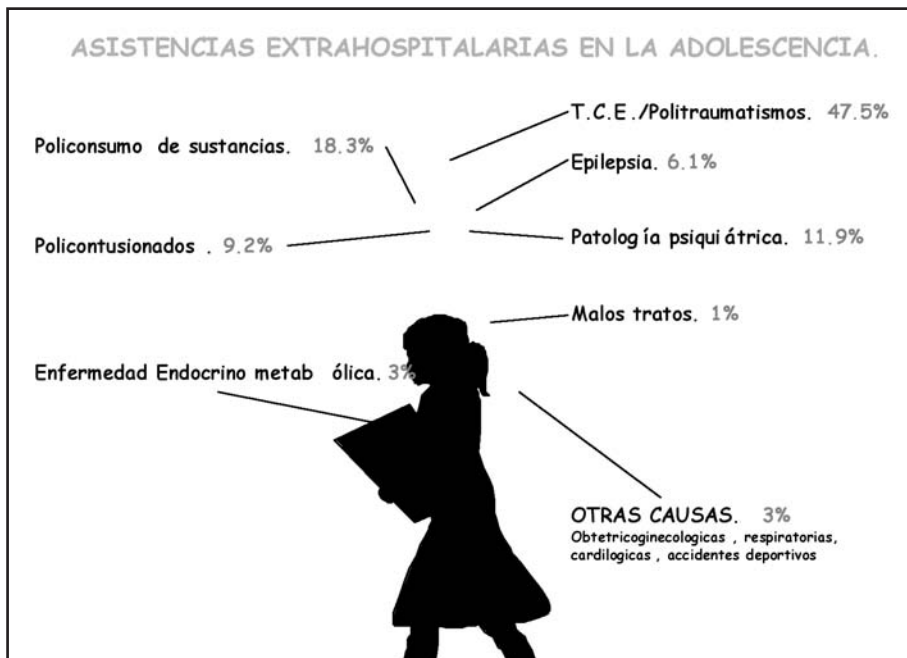 ASISTENCIAS EXTRAHOSPITALARIAS EN LA ADOLESCENCIA.
T.C.E./Politraumatismos. 47.5%
Policonsumo de sustancias. 18.3%
Epilepsia. 6.1%
Policontusionados . 9.2%
Patolog ía psiqui átrica. 11.9%
Malos tratos. 1%
Enfermedad Endocrino metab ólica. 3%
OTRAS CAUSAS. 3%
Obtetricoginecologicas , respiratorias,
cardilogicas , accidentes deportivos